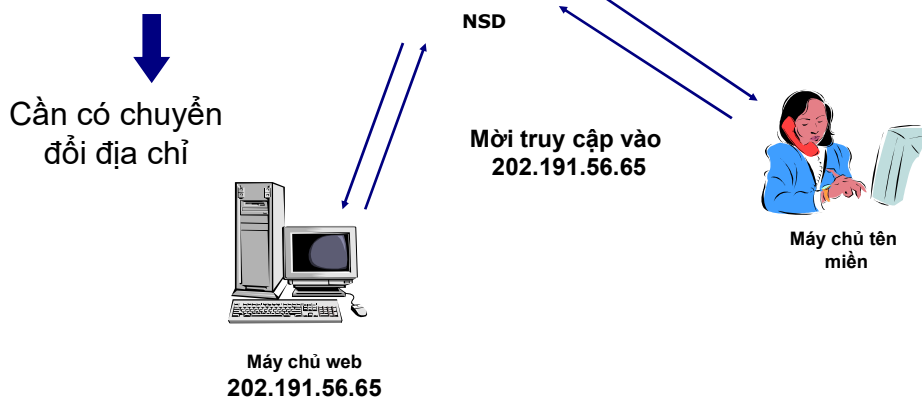 NSD
Cần có chuyển
đổi địa chỉ
Mời truy cập vào
202.191.56.65
Máy chủ tên
miền
Máy chủ web
202.191.56.65